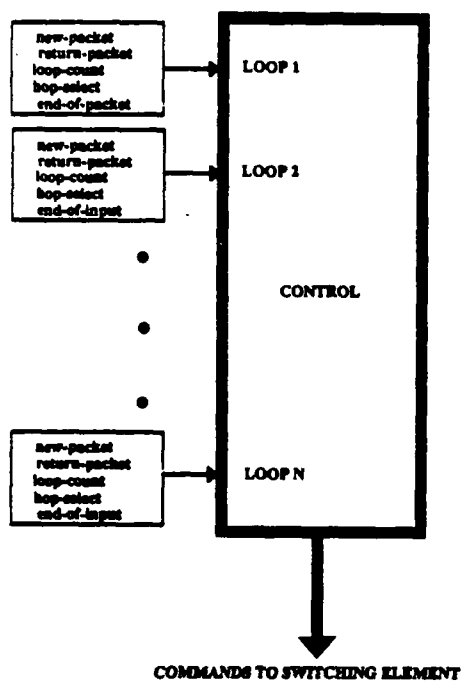 new-packet
return-packet
loop-count
hop-select
end-of-packet
LOOP 1
new-packet
return-packet
loop-count
hop-select
end-of-input
LOOP 2
CONTROL
new-packet
return-packet
loop-count
hop-select
end-of-input
LOOP N
COMMANDS TO SWITCHING ELEMENT